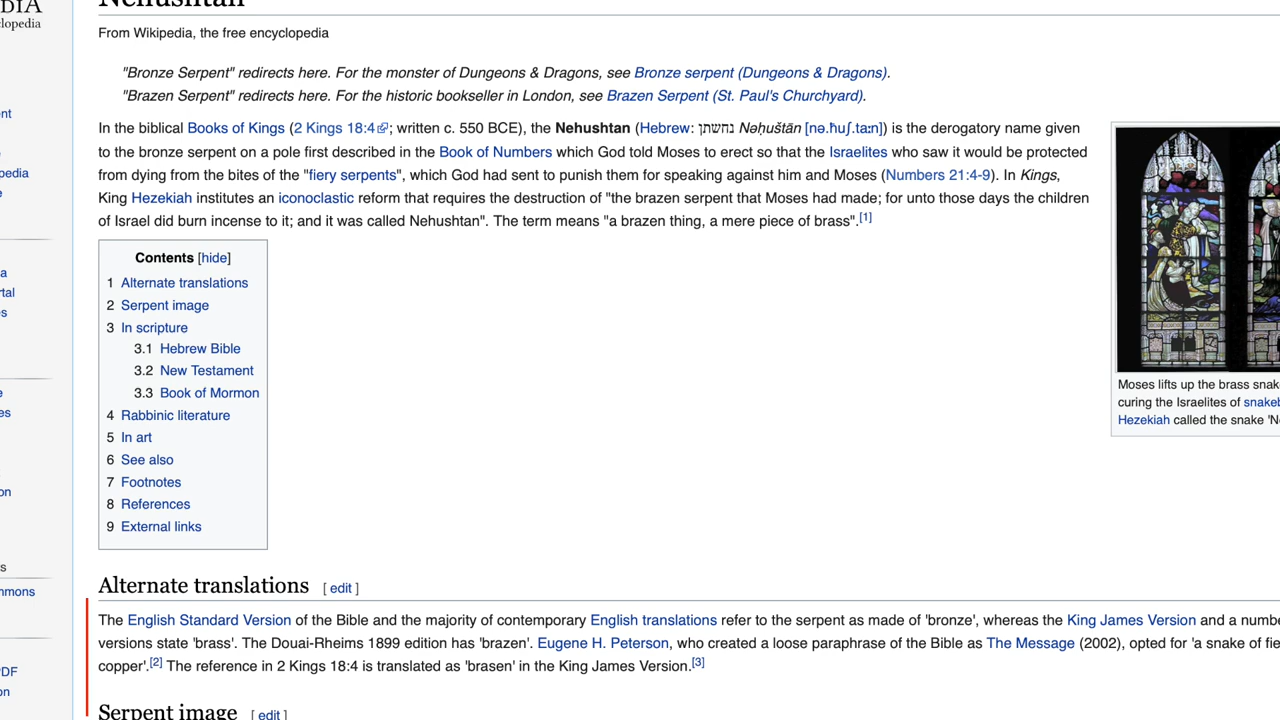 DIA
clopedia
Nehushtan
From Wikipedia, the free encyclopedia
"Bronze Serpent" redirects here. For the monster of Dungeons & Dragons, see Bronze serpent (Dungeons & Dragons).
"Brazen Serpent" redirects here. For the historic bookseller in London, see Brazen Serpent (St. Paul's Churchyard).
In the biblical Books of Kings (2 Kings 18:4; written c. 550 BCE), the Nehushtan (Hebrew: נחשתן Nəḥuštān [nə.ħuʃ.taːn]) is the derogatory name given
to the bronze serpent on a pole first described in the Book of Numbers which God told Moses to erect so that the Israelites who saw it would be protected
from dying from the bites of the "fiery serpents", which God had sent to punish them for speaking against him and Moses (Numbers 21:4-9). In Kings,
King Hezekiah institutes an iconoclastic reform that requires the destruction of "the brazen serpent that Moses had made; for unto those days the children
of Israel did burn incense to it; and it was called Nehushtan". The term means "a brazen thing, a mere piece of brass".[1]
Contents [hide]
1 Alternate translations
2 Serpent image
3 In scripture
3.1 Hebrew Bible
3.2 New Testament
3.3 Book of Mormon
4 Rabbinic literature
5 In art
6 See also
7 Footnotes
8 References
9 External links
Moses lifts up the brass snak
curing the Israelites of snakeb
Hezekiah called the snake 'N
Alternate translations [ edit ]
The English Standard Version of the Bible and the majority of contemporary English translations refer to the serpent as made of 'bronze', whereas the King James Version and a numbe
versions state 'brass'. The Douai-Rheims 1899 edition has 'brazen'. Eugene H. Peterson, who created a loose paraphrase of the Bible as The Message (2002), opted for 'a snake of fie
copper'.[2] The reference in 2 Kings 18:4 is translated as 'brasen' in the King James Version.[3]
Serpent image [ edit ]
nt
pedia
e
a
rtal
s
e
es
on
s
mmons
PDF
on